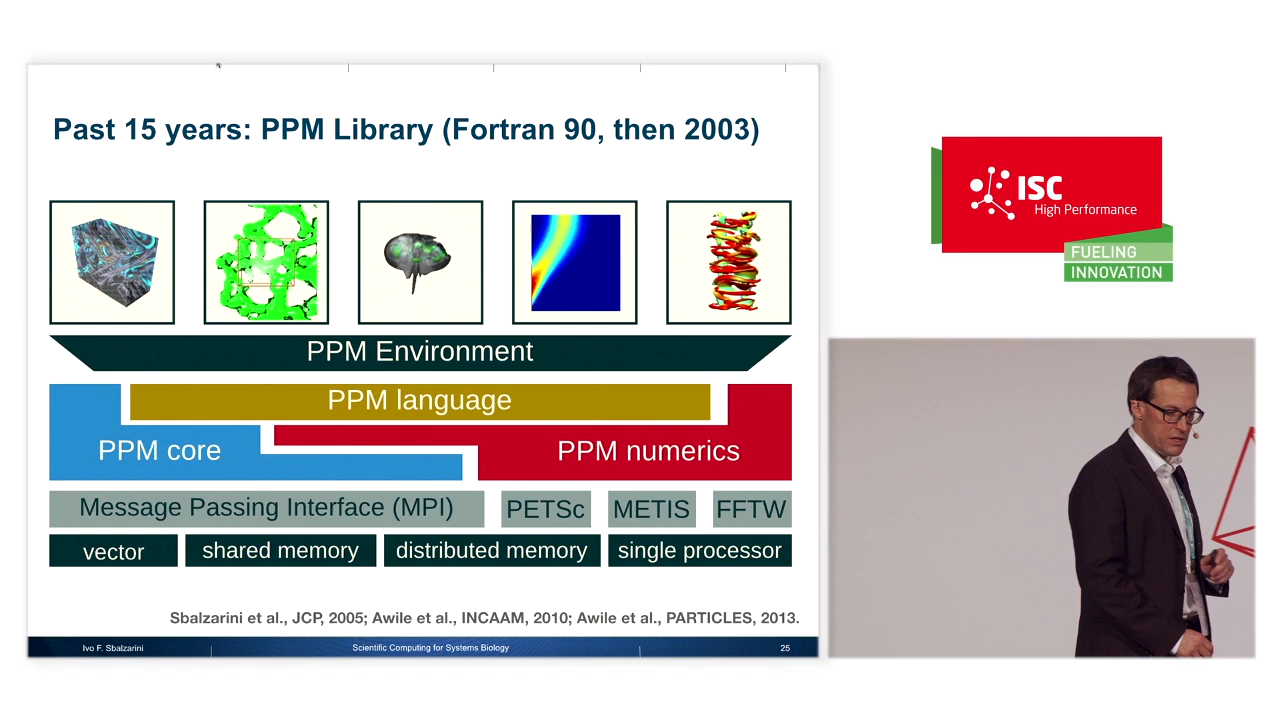 Past 15 years: PPM Library (Fortran 90, then 2003)
PPM Environment
PPM language
PPM core
PPM numerics
Message Passing Interface (MPI)
PETSc
METIS
FFTW
vector
shared memory
distributed memory
single processor
Sbalzarini et al., JCP, 2005; Awile et al., INCAAM, 2010; Awile et al., PARTICLES, 2013.
Ivo F. Sbalzarini
Scientific Computing for Systems Biology
25
ISC
High Performance
FUELING
INNOVATION